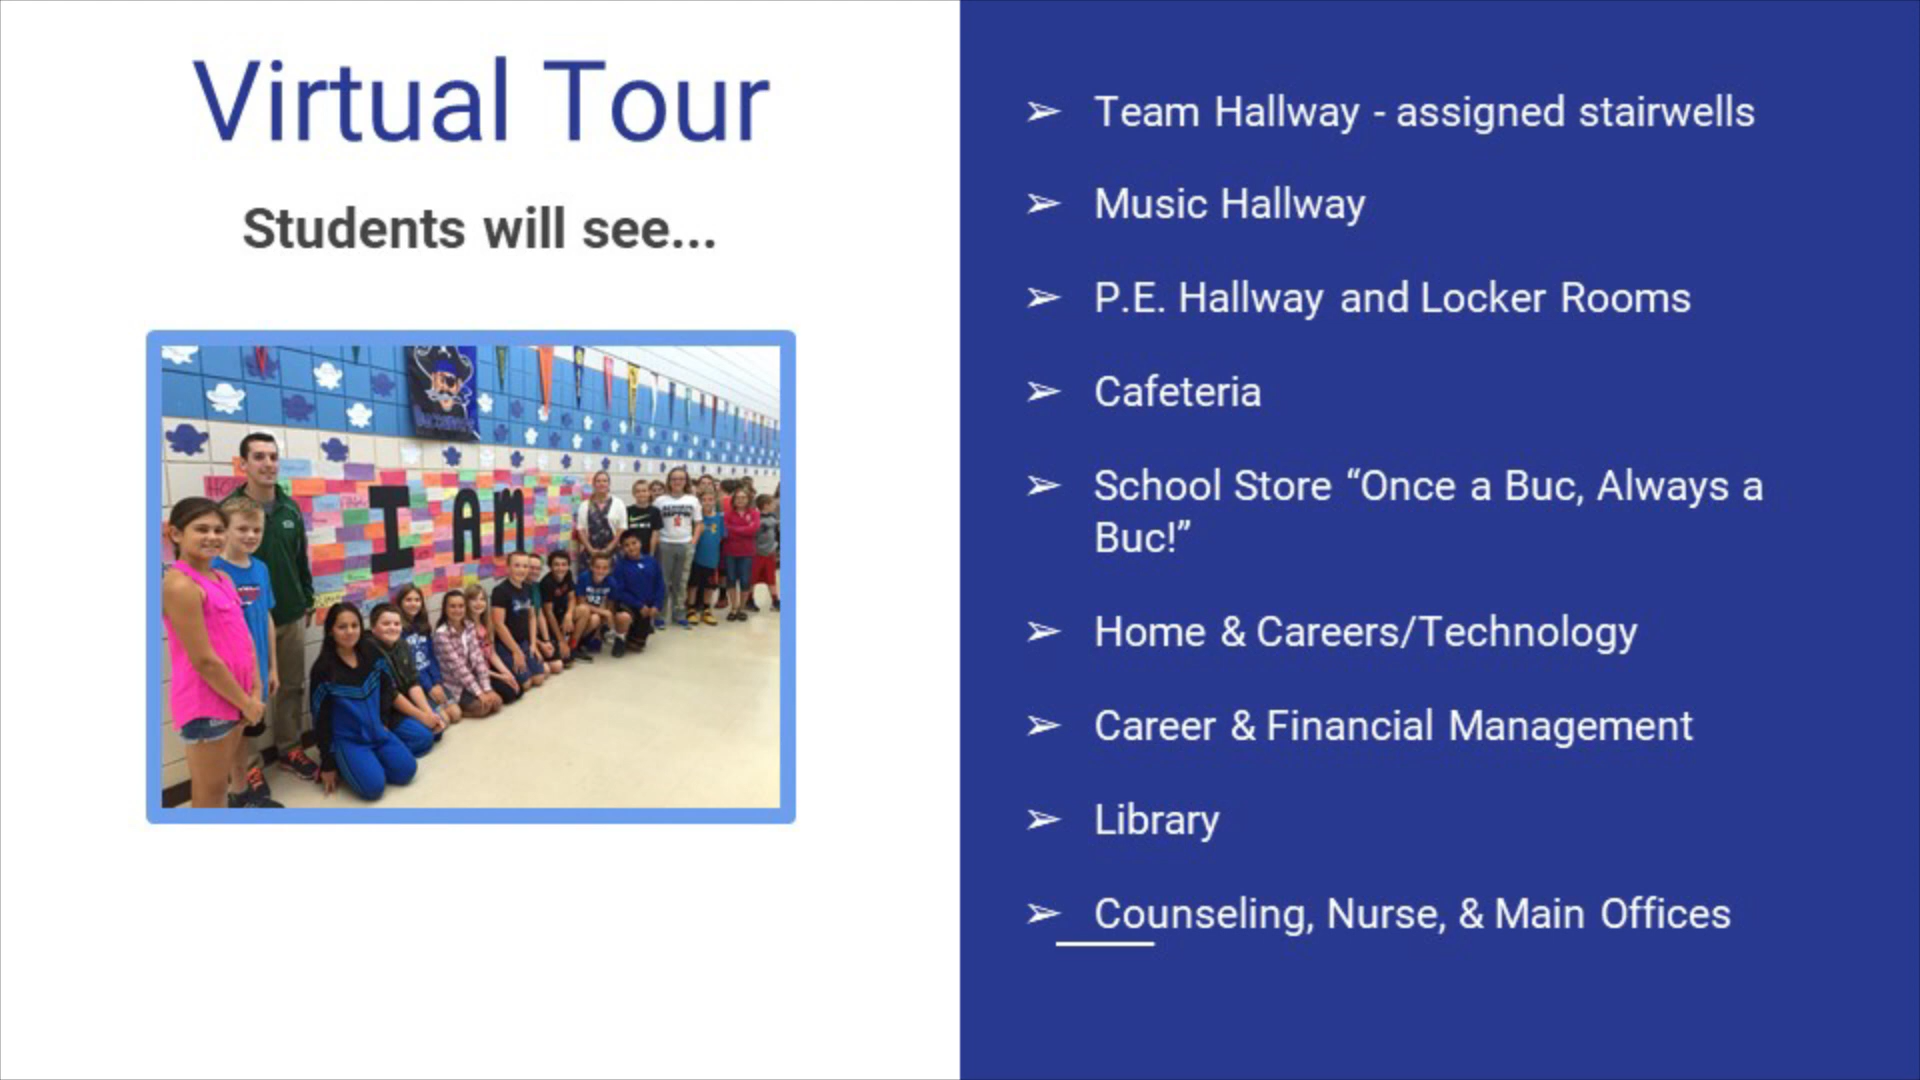 Virtual Tour
Students will see...
I AM
➢ Team Hallway - assigned stairwells
➢ Music Hallway
➢ P.E. Hallway and Locker Rooms
➢ Cafeteria
➢ School Store “Once a Buc, Always a
Buc!”
➢ Home & Careers/Technology
➢ Career & Financial Management
➢ Library
➢ Counseling, Nurse, & Main Offices